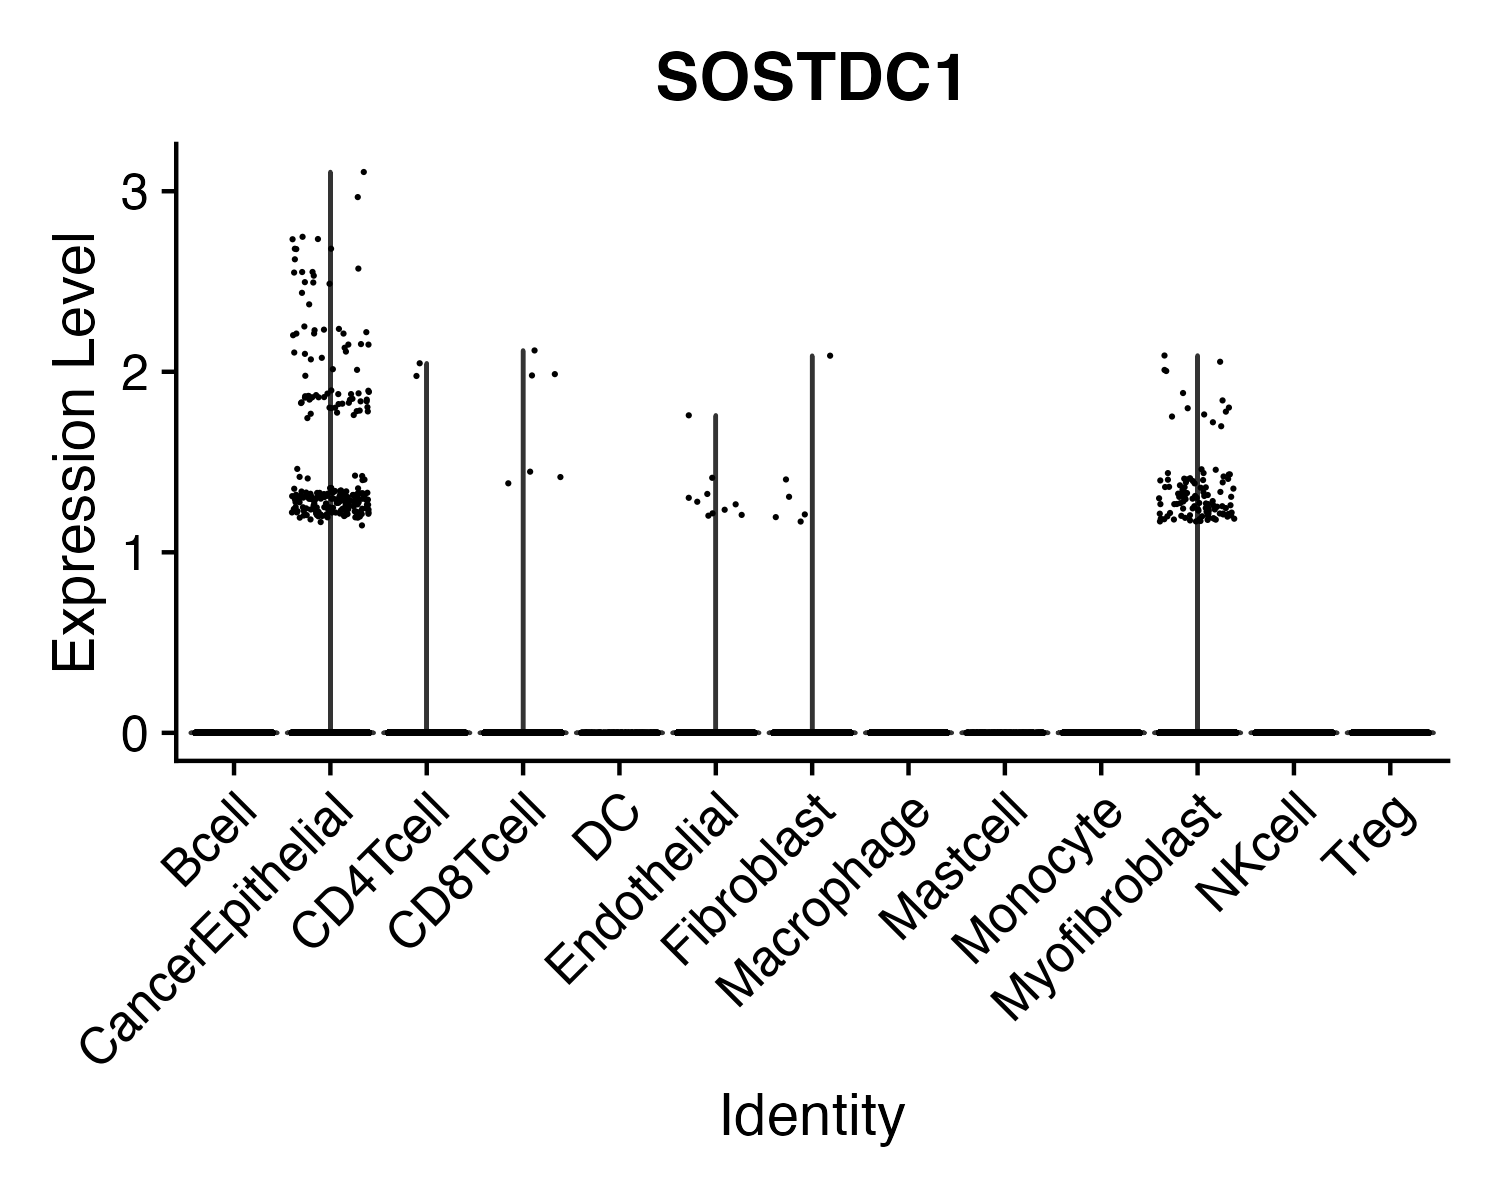 SOSTDC1
Expression Level
3
2
1
0
Bcell
CancerEpithelial
CD4Tcell
CD8Tcell
DC
Endothelial
Fibroblast
Macrophage
Mastcell
Monocyte
Myofibroblast
NKcell
Treg
Identity